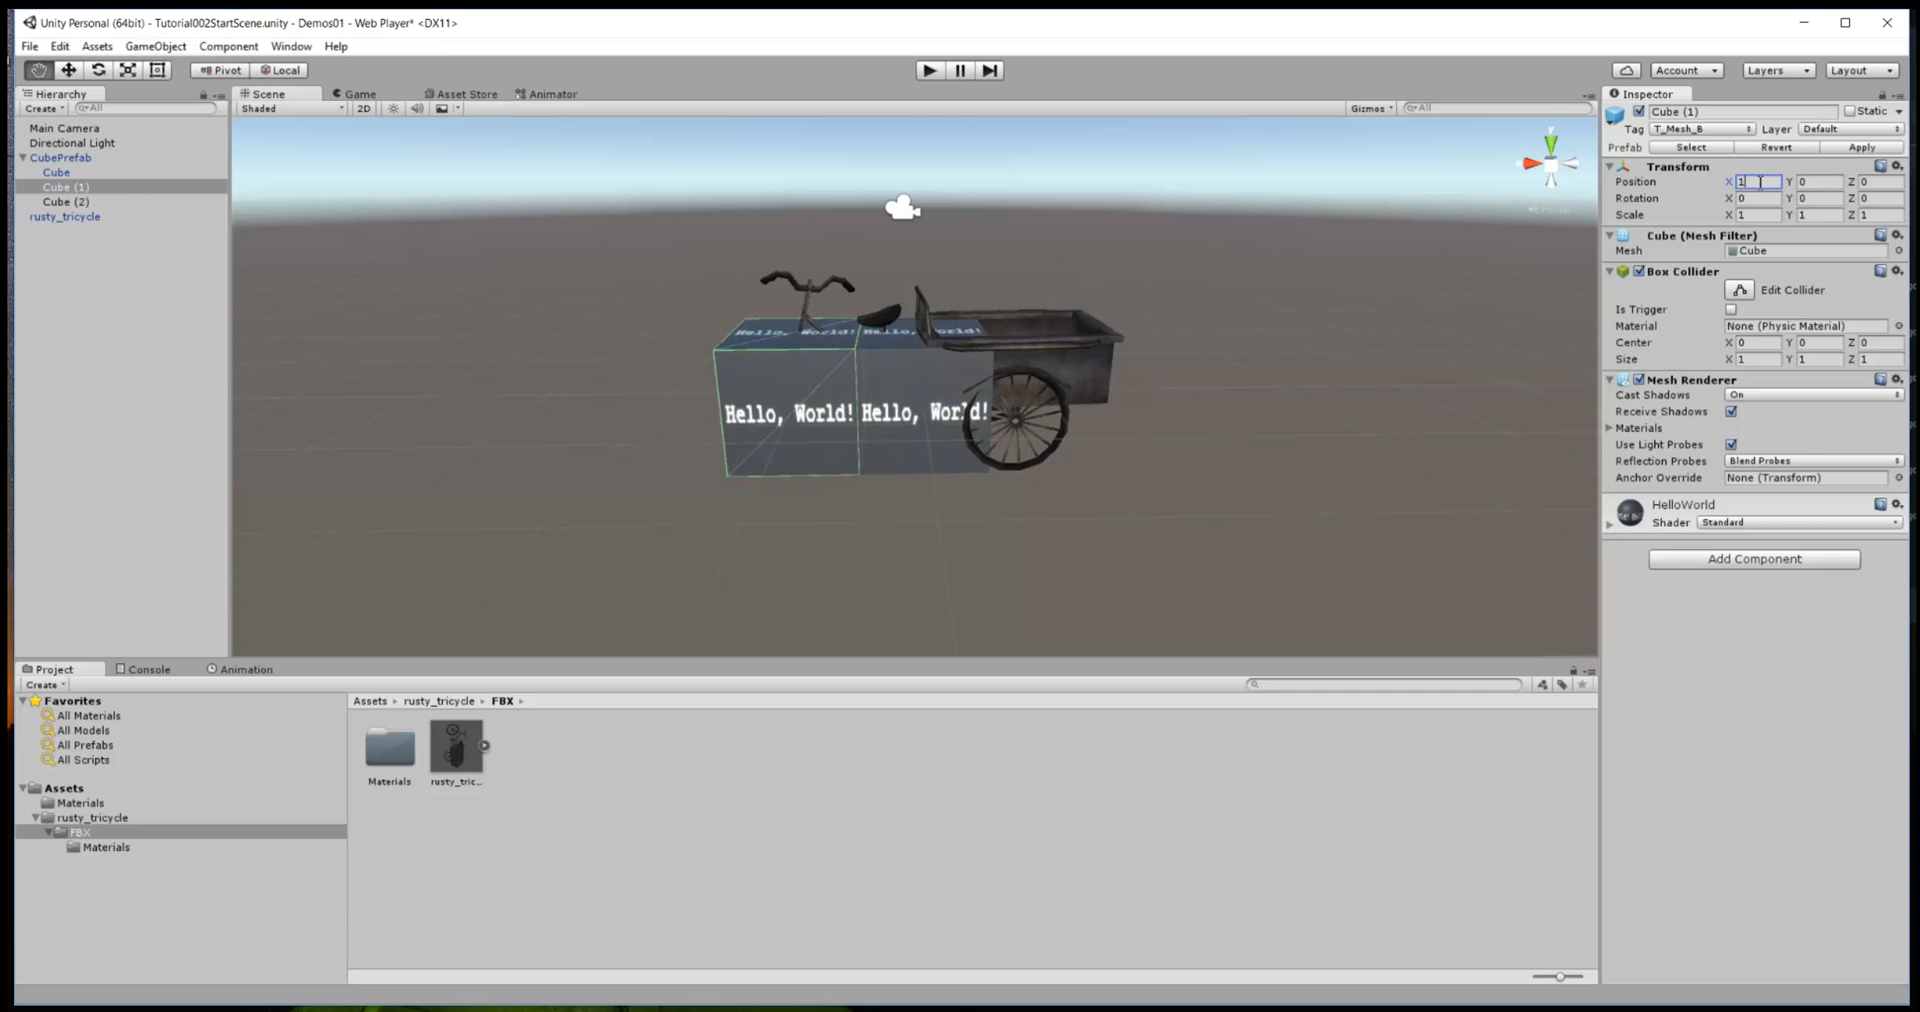 Unity Personal (64bit) - Tutorial002StartScene.unity - Demos01 - Web Player* <DX11>
File Edit Assets GameObject Component Window Help
Pivot Local Account Layers Layout
Hierarchy
Create All
Main Camera
Directional Light
CubePrefab
Cube
Cube (1)
Cube (2)
rusty_tricycle
Scene Game Asset Store Animator
Shaded 2D Gizmos All
y
Persp
Hello, World! Hello, World!
Hello, World! Hello, World!
Inspector
Cube (1) Static
Tag T_Mesh_B Layer Default
Prefab Select Revert Apply
Transform
Position X 1 Y 0 Z 0
Rotation X 0 Y 0 Z 0
Scale X 1 Y 1 Z 1
Cube (Mesh Filter)
Mesh Cube
Box Collider
Edit Collider
Is Trigger
Material None (Physic Material)
Center X 0 Y 0 Z 0
Size X 1 Y 1 Z 1
Mesh Renderer
Cast Shadows On
Receive Shadows
Materials
Use Light Probes
Reflection Probes Blend Probes
Anchor Override None (Transform)
HelloWorld
Shader Standard
Add Component
Project Console Animation
Create
Favorites
All Materials
All Models
All Prefabs
All Scripts
Assets
Materials
rusty_tricycle
FBX
Materials
Assets rusty_tricycle FBX
Materials rusty_tric...